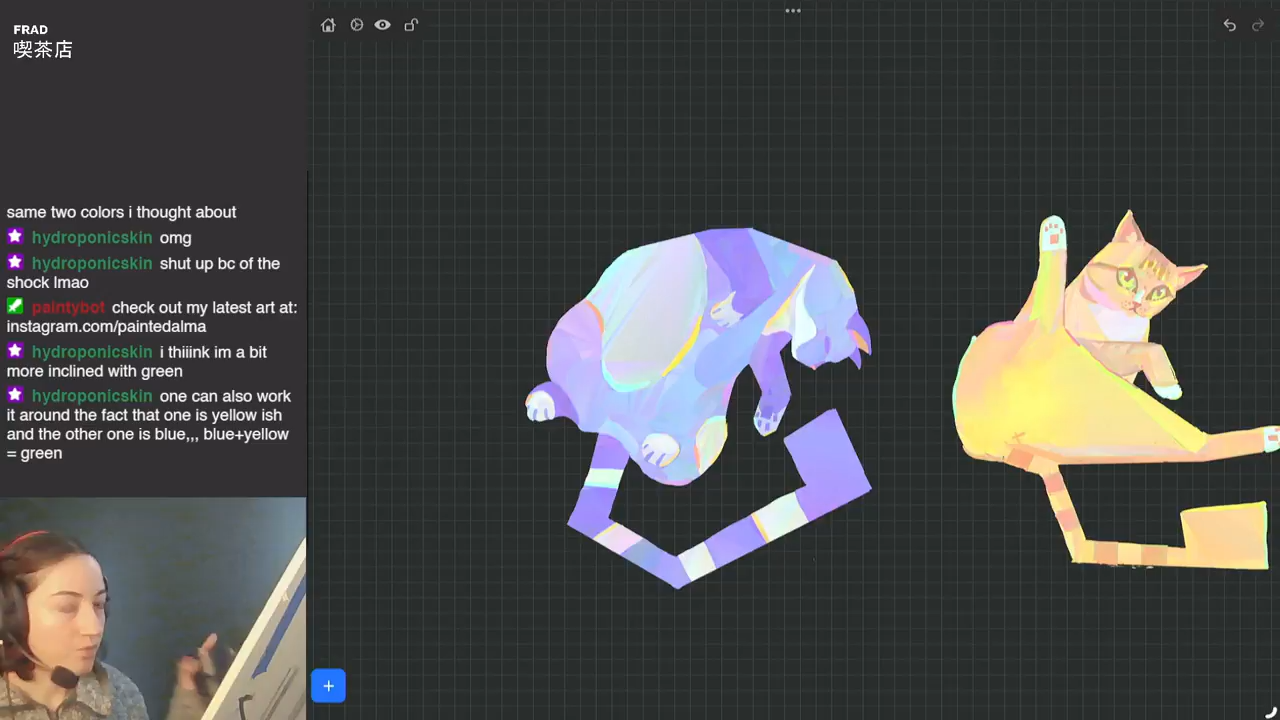 FRAD
喫茶店
same two colors i thought about
hydroponicskin omg
hydroponicskin shut up bc of the
shock lmao
paintybot check out my latest art at:
instagram.com/paintedalma
hydroponicskin i thiiink im a bit
more inclined with green
hydroponicskin one can also work
it around the fact that one is yellow ish
and the other one is blue,,, blue+yellow
= green